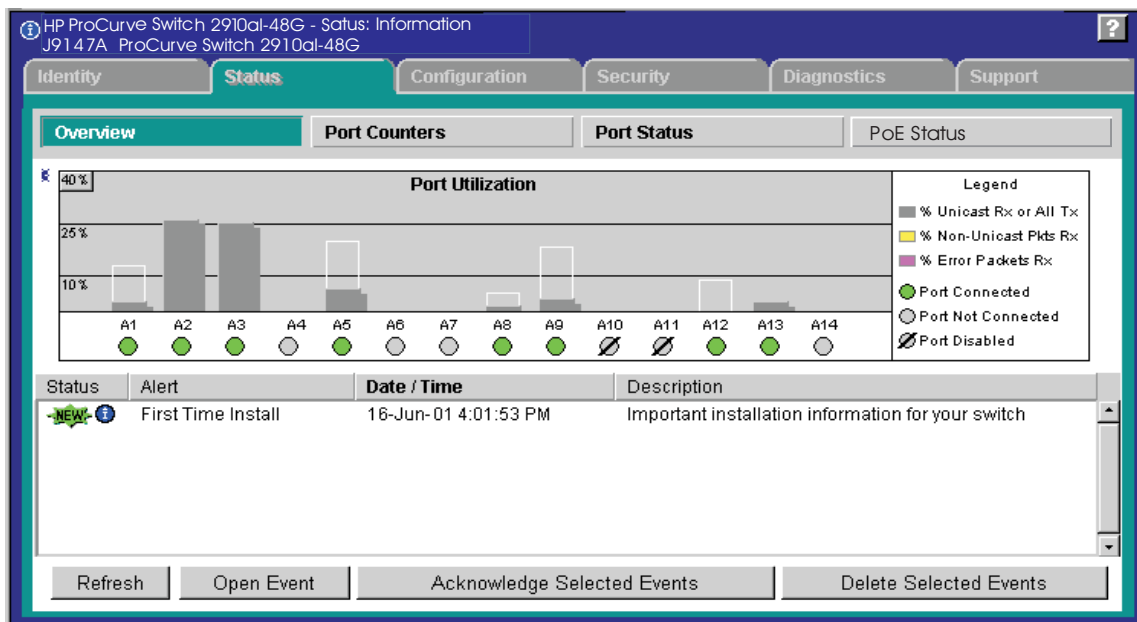 HP ProCurve Switch 2910al-48G - Satus: Information
J9147A ProCurve Switch 2910al-48G
?
Identity Status Configuration Security Diagnostics Support
Overview Port Counters Port Status PoE Status
40 % Port Utilization
25 %
10 %
A1 A2 A3 A4 A5 A6 A7 A8 A9 A10 A11 A12 A13 A14
Legend
% Unicast Rx or All Tx
% Non-Unicast Pkts Rx
% Error Packets Rx
Port Connected
Port Not Connected
Port Disabled
Status Alert Date / Time Description
NEW! First Time Install 16-Jun-01 4:01:53 PM Important installation information for your switch
Refresh Open Event Acknowledge Selected Events Delete Selected Events